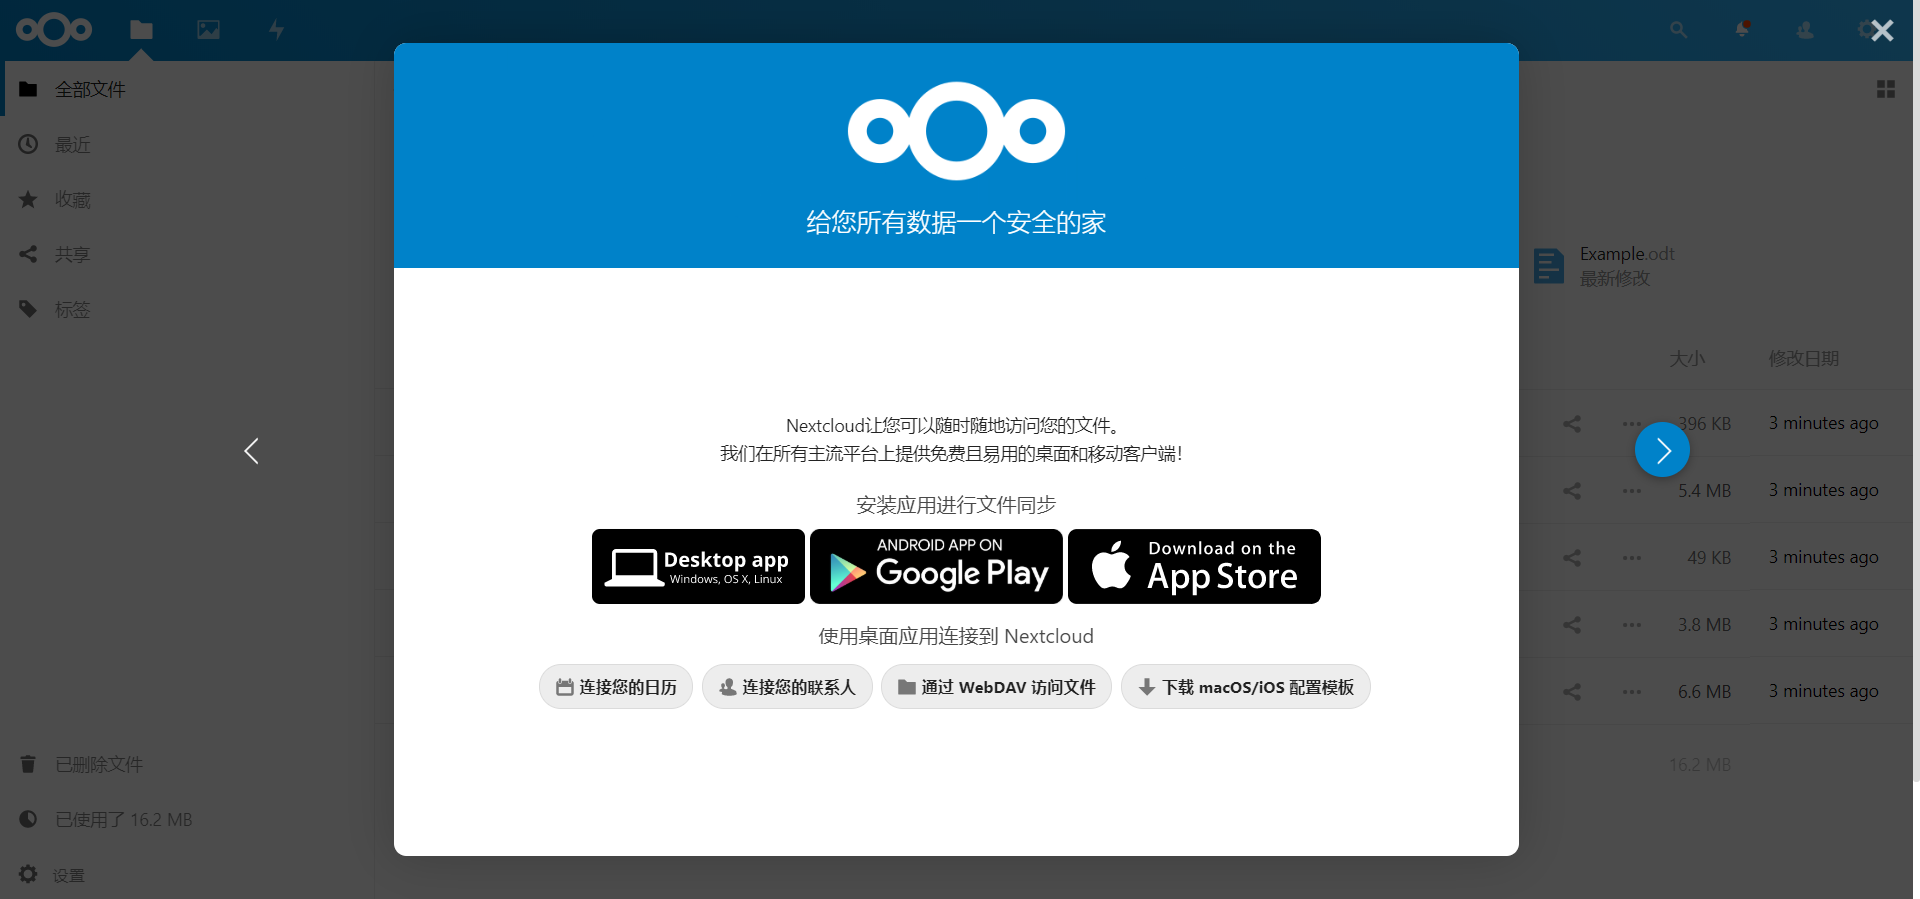 全部文件
最近
收藏
共享
标签
已删除文件
已使用了 16.2 MB
设置
给您所有数据一个安全的家
Nextcloud让您可以随时随地访问您的文件。
我们在所有主流平台上提供免费且易用的桌面和移动客户端！
安装应用进行文件同步
Desktop app
Windows, OS X, Linux
ANDROID APP ON
Google Play
Download on the
App Store
使用桌面应用连接到 Nextcloud
连接您的日历
连接您的联系人
通过 WebDAV 访问文件
下载 macOS/iOS 配置模板
Example.odt
最新修改
大小 修改日期
396 KB 3 minutes ago
5.4 MB 3 minutes ago
49 KB 3 minutes ago
3.8 MB 3 minutes ago
6.6 MB 3 minutes ago
16.2 MB